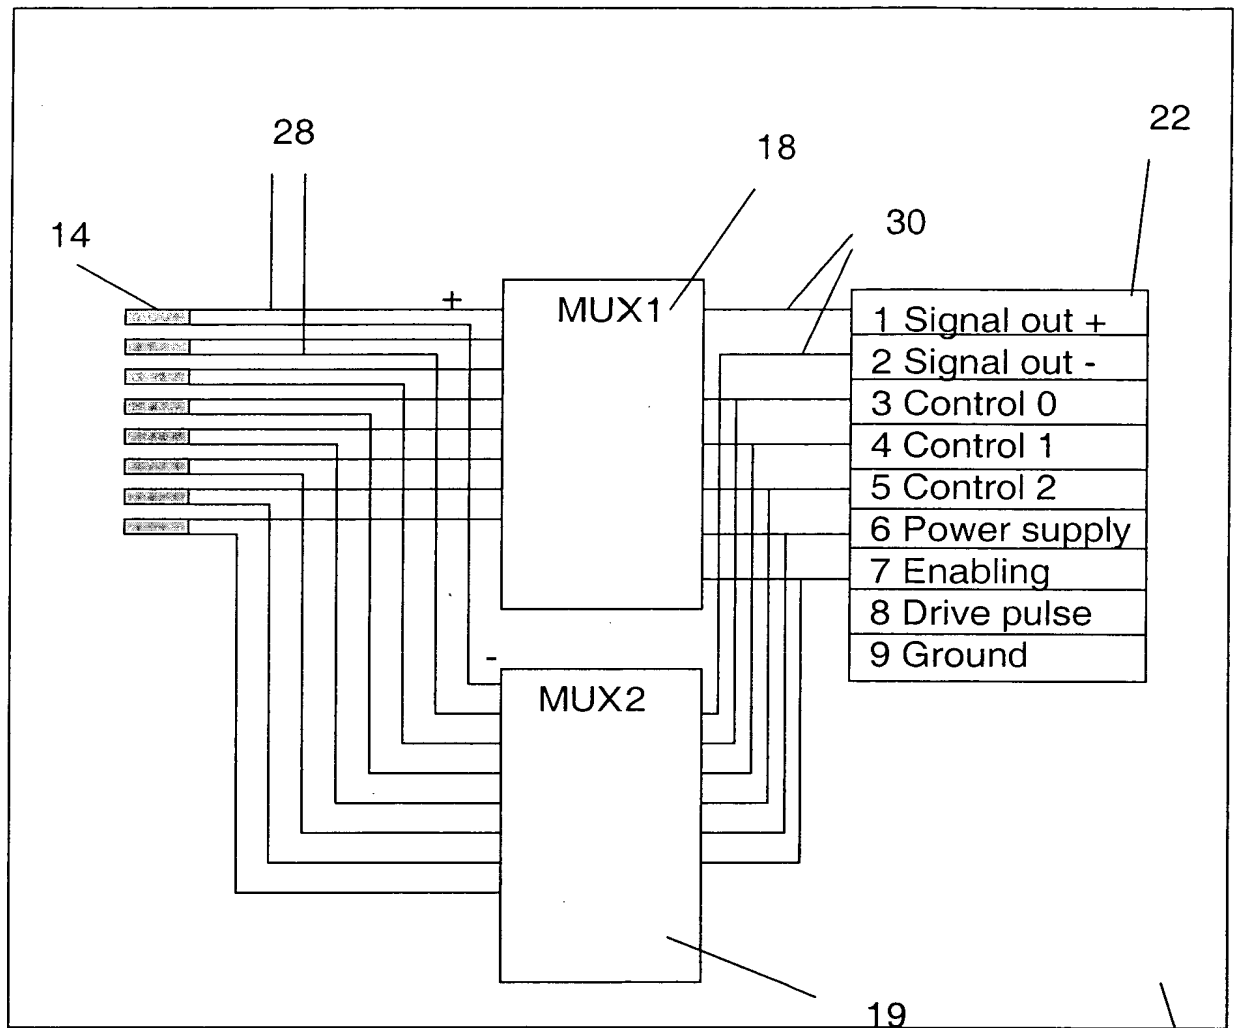 28
22
18
30
14
+
MUX1
1 Signal out +
2 Signal out -
3 Control 0
4 Control 1
5 Control 2
6 Power supply
7 Enabling
8 Drive pulse
9 Ground
-
MUX2
19